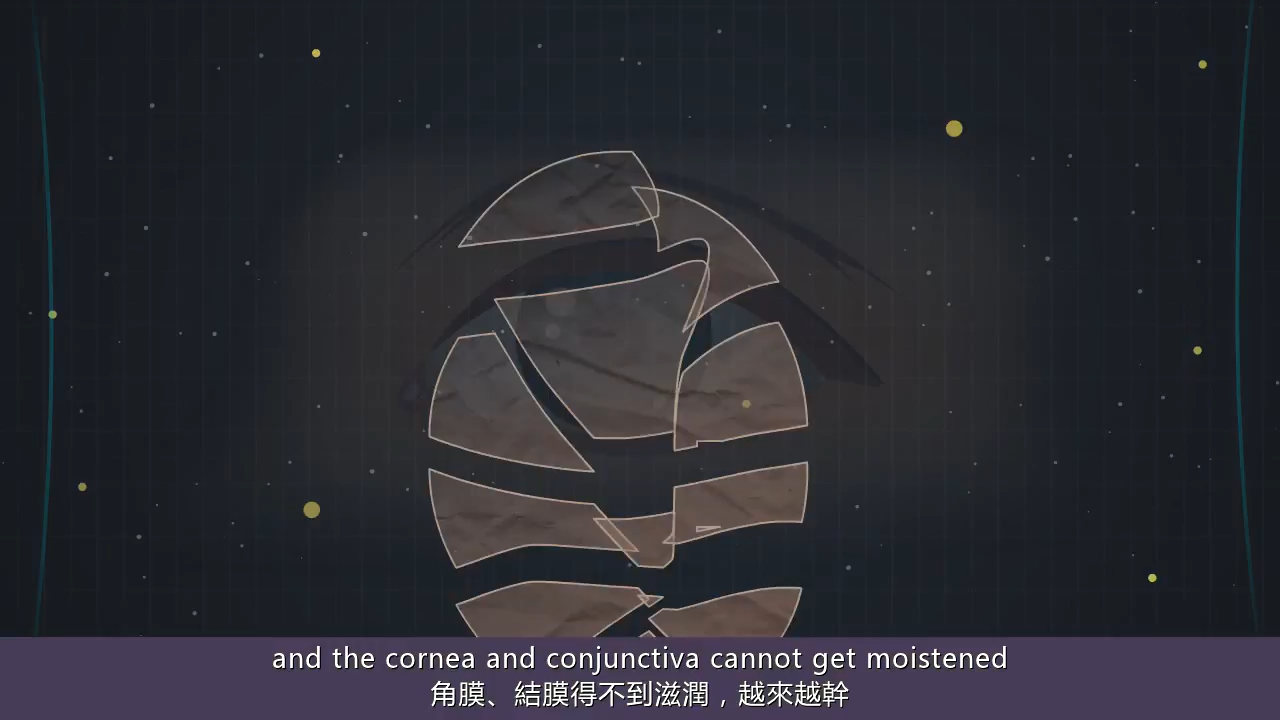 and the cornea and conjunctiva cannot get moistened
角膜、結膜得不到滋潤，越來越幹